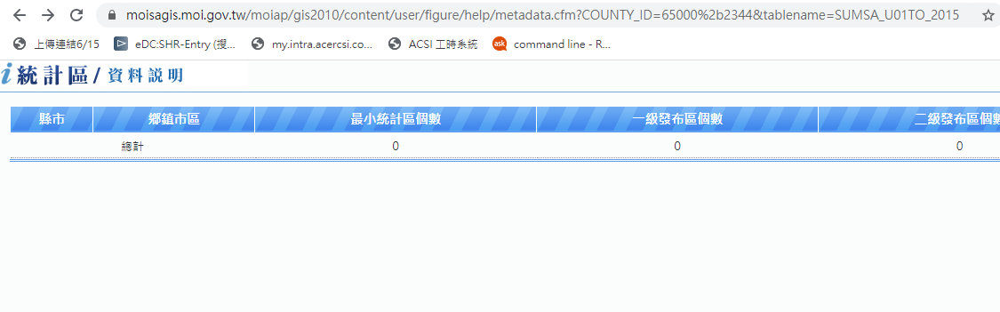 moisagis.moi.gov.tw/moiap/gis2010/content/user/figure/help/metadata.cfm?COUNTY_ID=65000%2b2344&tablename=SUMSA_U01TO_2015
上傳連結6/15 eDC:SHR-Entry (搜... my.intra.acercsi.co... ACSI 工時系統 ask command line - R...
i 統計區 / 資料說明
縣市 鄉鎮市區 最小統計區個數 一級發布區個數 二級發布區個數
總計 0 0 0